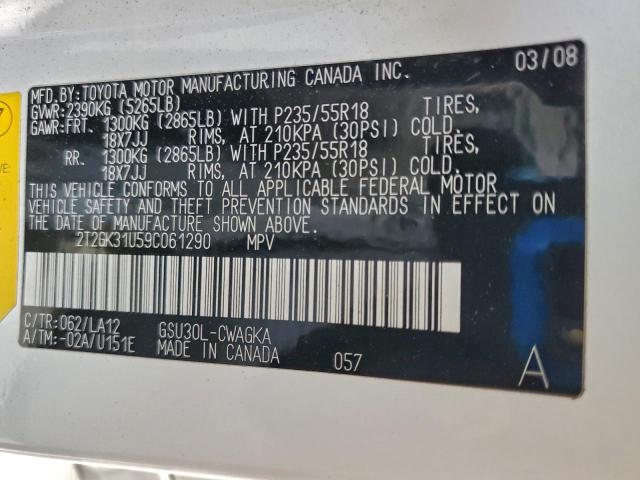 03/08
MFD.BY:TOYOTA MOTOR MANUFACTURING CANADA INC.
GVWR:2390KG (5265LB)
GAWR:FRT. 1300KG (2865LB) WITH P235/55R18 TIRES,
18X7JJ RIMS, AT 210KPA (30PSI) COLD.
RR. 1300KG (2865LB) WITH P235/55R18 TIRES,
18X7JJ RIMS, AT 210KPA (30PSI) COLD.
THIS VEHICLE CONFORMS TO ALL APPLICABLE FEDERAL MOTOR
VEHICLE SAFETY AND THEFT PREVENTION STANDARDS IN EFFECT ON
THE DATE OF MANUFACTURE SHOWN ABOVE.
2T2GK31U59C061290 MPV
C/TR:062/LA12 GSU30L-CWAGKA
A/TM:-02A/U151E MADE IN CANADA 057
A